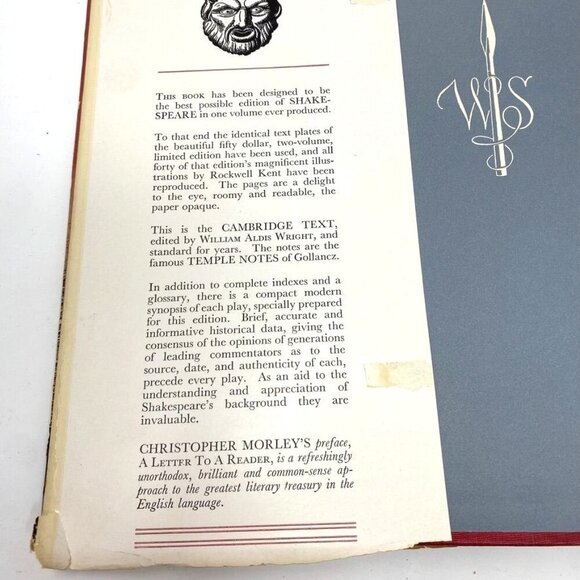 THIS BOOK has been designed to be
the best possible edition of SHAKE-
SPEARE in one volume ever produced.
To that end the identical text plates of
the beautiful fifty dollar, two-volume,
limited edition have been used, and all
forty of that edition's magnificent illus-
trations by Rockwell Kent have been
reproduced. The pages are a delight
to the eye, roomy and readable, the
paper opaque.
This is the CAMBRIDGE TEXT,
edited by WILLIAM ALDIS WRIGHT, and
standard for years. The notes are the
famous TEMPLE NOTES of Gollancz.
In addition to complete indexes and a
glossary, there is a compact modern
synopsis of each play, specially prepared
for this edition. Brief, accurate and
informative historical data, giving the
consensus of the opinions of generations
of leading commentators as to the
source, date, and authenticity of each,
precede every play. As an aid to the
understanding and appreciation of
Shakespeare's background they are
invaluable.
CHRISTOPHER MORLEY'S preface,
A LETTER TO A READER, is a refreshingly
unorthodox, brilliant and common-sense ap-
proach to the greatest literary treasury in the
English language.
WS